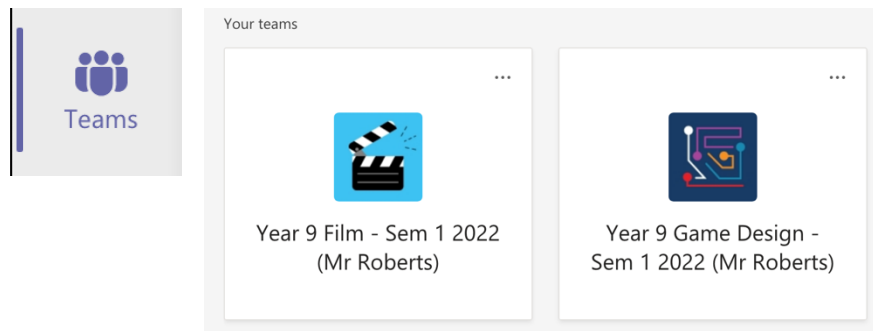 Teams
Your teams
Year 9 Film - Sem 1 2022
(Mr Roberts)
Year 9 Game Design -
Sem 1 2022 (Mr Roberts)